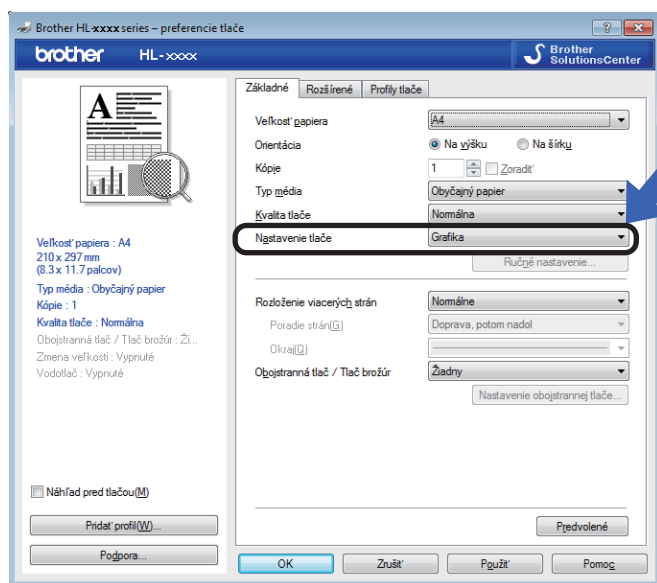 Brother HL-xxxx series – preferencie tlače
brother HL-xxxx
Brother
SolutionsCenter
A
Veľkosť papiera : A4
210 x 297 mm
(8.3 x 11.7 palcov)
Typ média : Obyčajný papier
Kópie : 1
Kvalita tlače : Normálna
Obojstranná tlač / Tlač brožúr : Ži...
Zmena veľkosti : Vypnuté
Vodotlač : Vypnuté
Náhľad pred tlačou(M)
Pridať profil(W)...
Podpora...
Základné Rozšírené Profily tlače
Veľkosť papiera A4
Orientácia Na výšku Na šírku
Kópie 1 Zoradiť
Typ média Obyčajný papier
Kvalita tlače Normálna
Nastavenie tlače Grafika
Ručné nastavenie...
Rozloženie viacerých strán Normálne
Poradie strán(G) Doprava, potom nadol
Okraj(Q)
Obojstranná tlač / Tlač brožúr Žiadny
Nastavenie obojstrannej tlače...
Predvolené
OK Zrušiť Použiť Pomoc